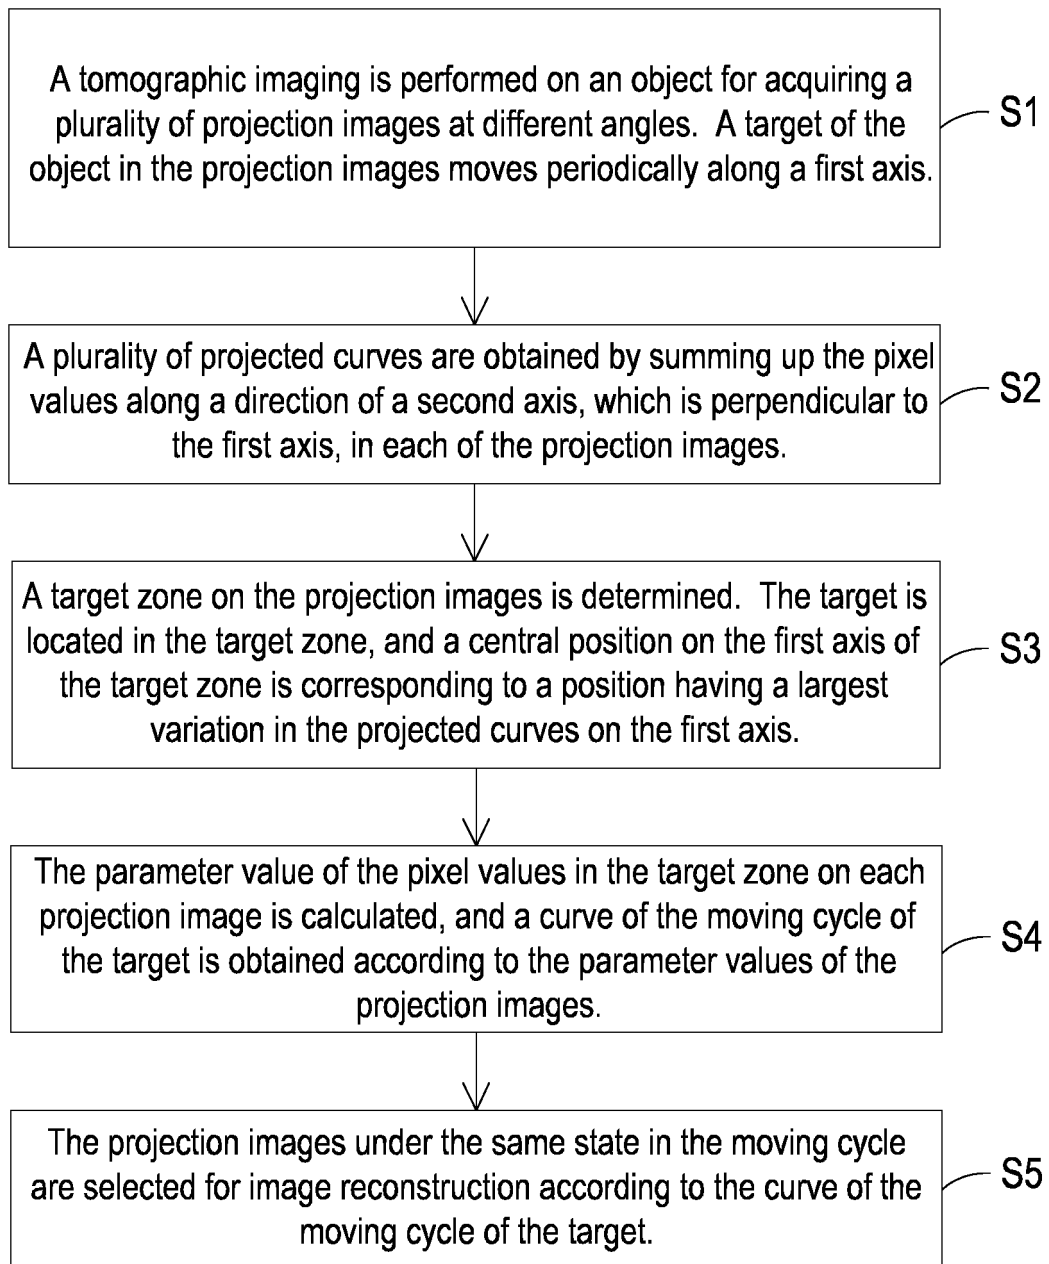 A tomographic imaging is performed on an object for acquiring a
plurality of projection images at different angles. A target of the
object in the projection images moves periodically along a first axis.
S1
A plurality of projected curves are obtained by summing up the pixel
values along a direction of a second axis, which is perpendicular to
the first axis, in each of the projection images.
S2
A target zone on the projection images is determined. The target is
located in the target zone, and a central position on the first axis of
the target zone is corresponding to a position having a largest
variation in the projected curves on the first axis.
S3
The parameter value of the pixel values in the target zone on each
projection image is calculated, and a curve of the moving cycle of
the target is obtained according to the parameter values of the
projection images.
S4
The projection images under the same state in the moving cycle
are selected for image reconstruction according to the curve of the
moving cycle of the target.
S5